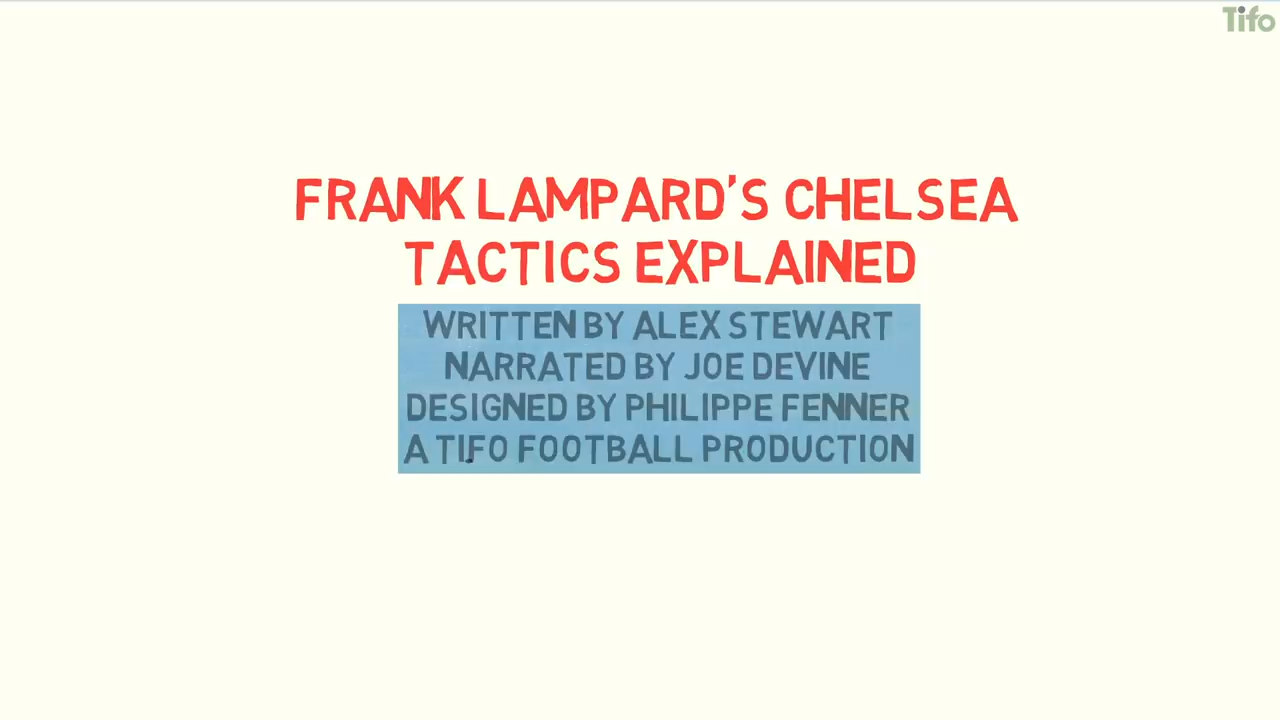 Tifo
FRANK LAMPARD'S CHELSEA
TACTICS EXPLAINED
WRITTEN BY ALEX STEWART
NARRATED BY JOE DEVINE
DESIGNED BY PHILIPPE FENNER
A TIFO FOOTBALL PRODUCTION